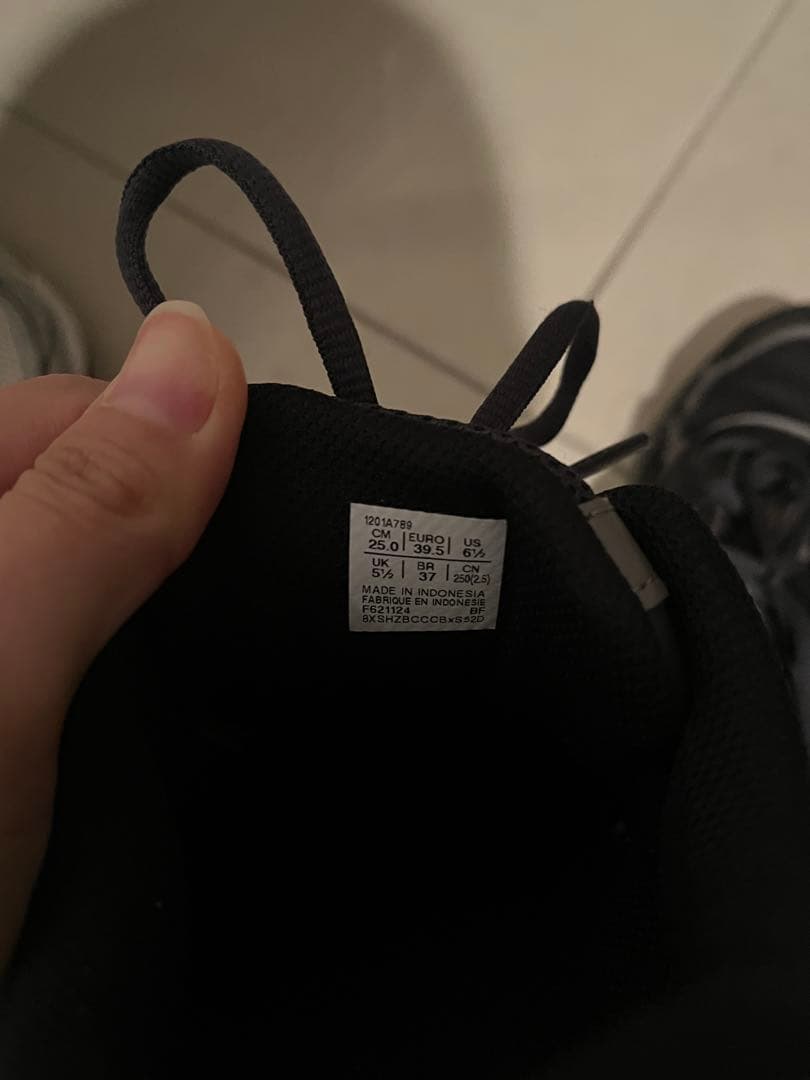 1201A789
CM 25.0 | EURO 39.5 | US 6½
UK 5½ | BR 37 | CN 250(2.5)
MADE IN INDONESIA
FABRIQUE EN INDONESIE
F621124 BF